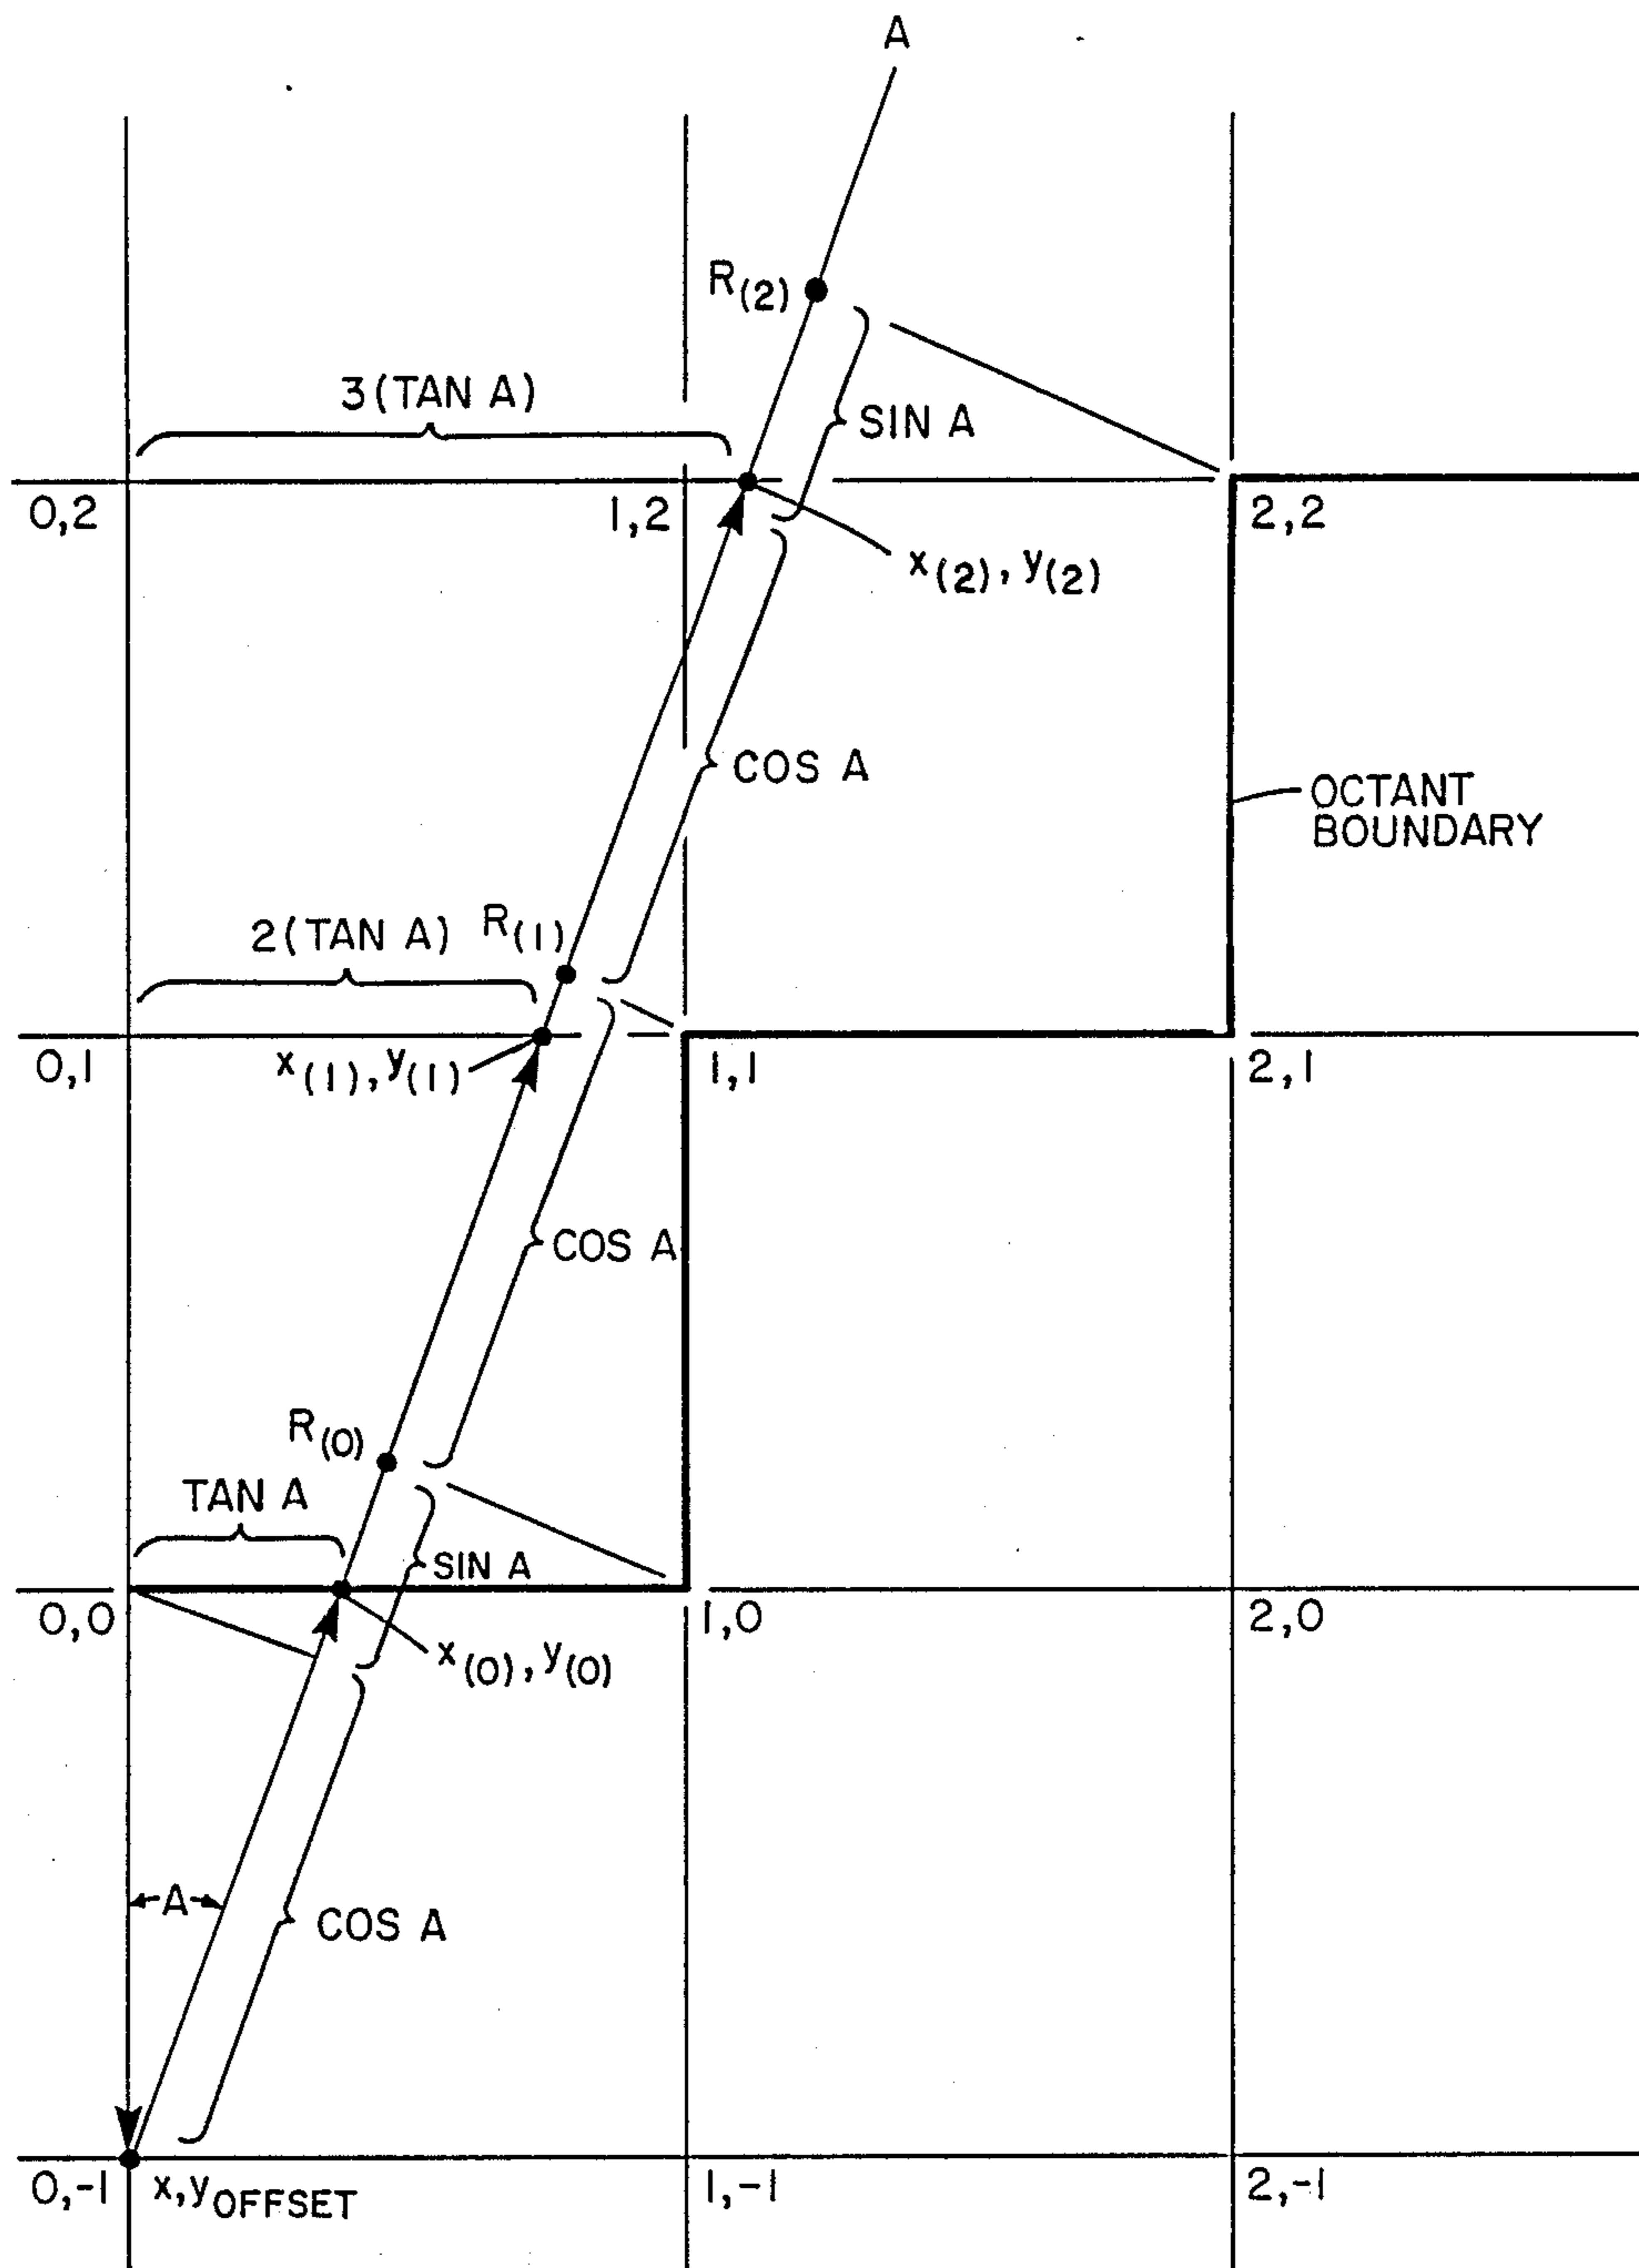 A
R(2)
3(TAN A)
SIN A
0,2
1,2
2,2
x(2), y(2)
COS A
OCTANT
BOUNDARY
2(TAN A)
R(1)
0,1
x(1), y(1)
1,1
2,1
COS A
R(0)
TAN A
SIN A
0,0
1,0
2,0
x(0), y(0)
A
COS A
0,-1
x,yOFFSET
1,-1
2,-1